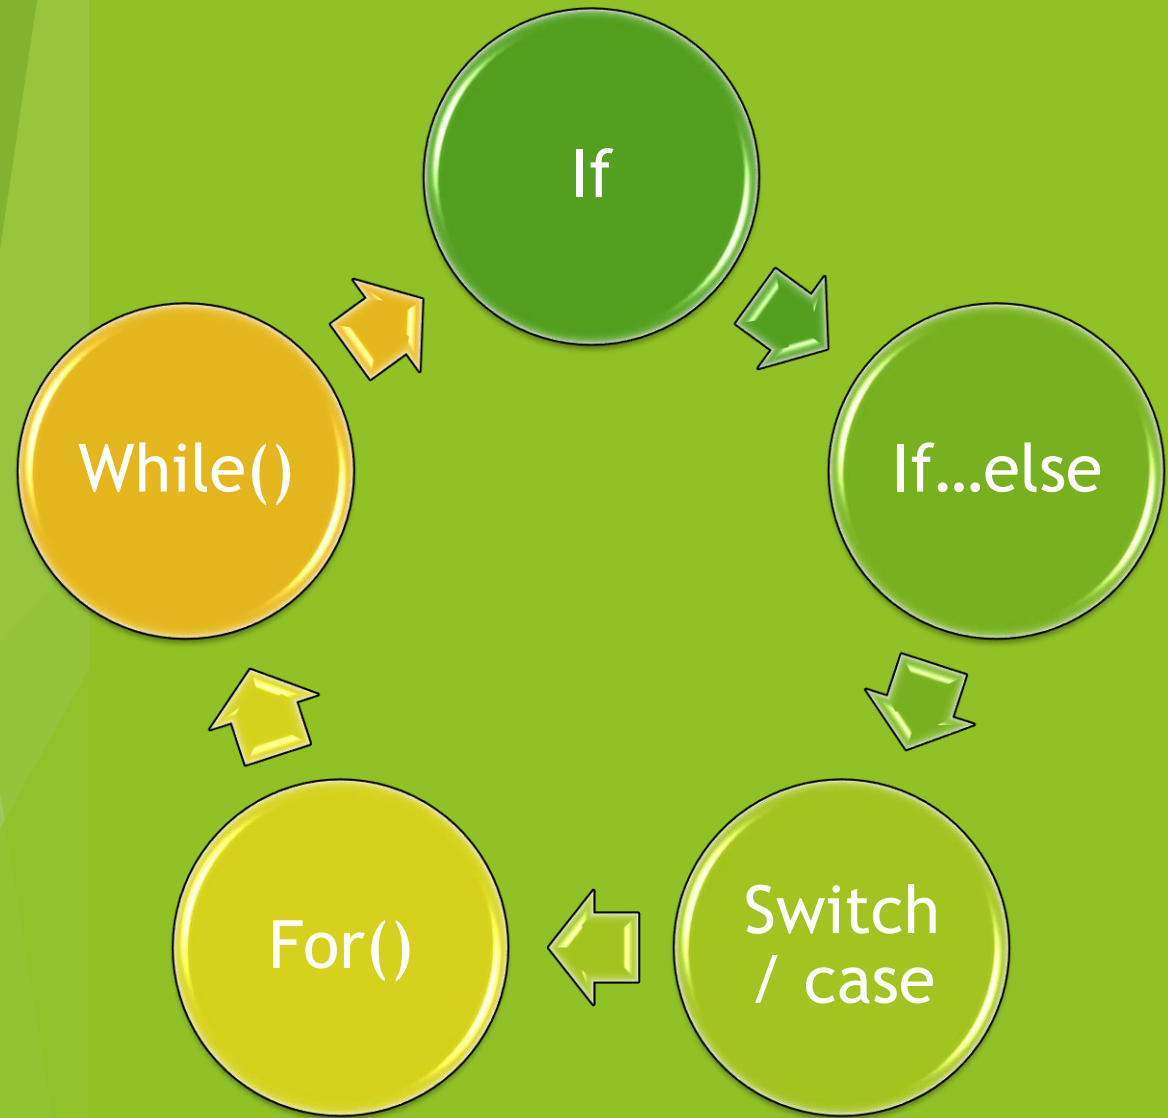 If
If...else
Switch
/ case
For()
While()